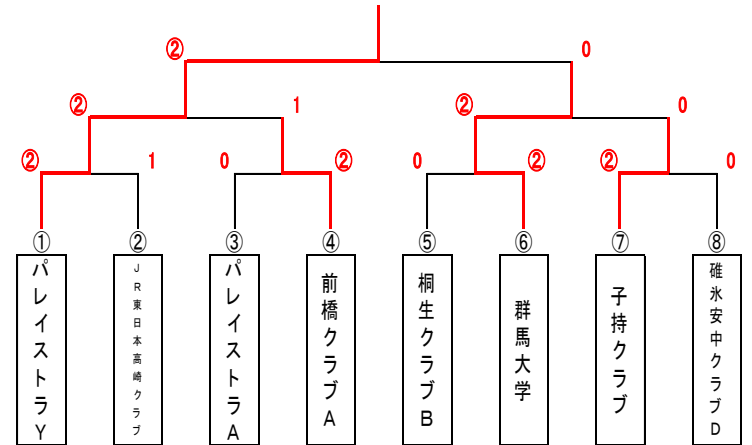 ② 0
② 1 ② 0
② 1 0 ② 0 ② ② 0
① ② ③ ④ ⑤ ⑥ ⑦ ⑧
パレイストラY
JR東日本高崎クラブ
パレイストラA
前橋クラブA
桐生クラブB
群馬大学
子持クラブ
碓氷安中クラブD